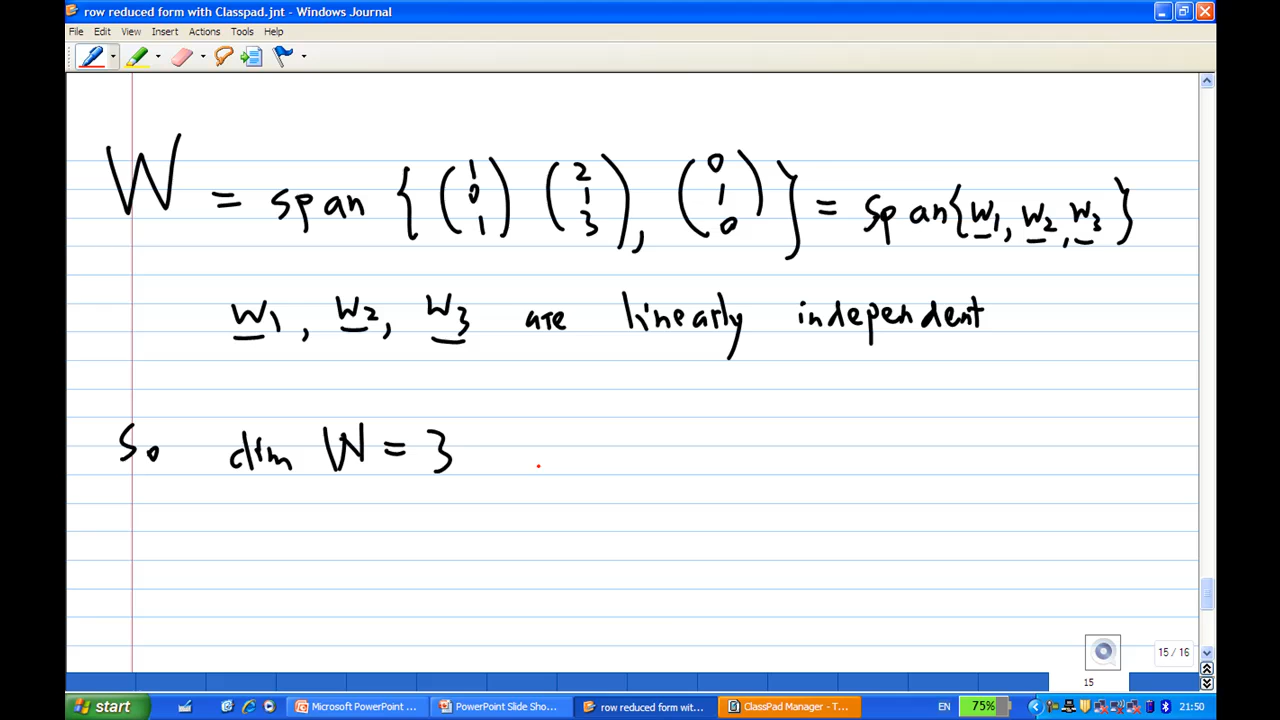 row reduced form with Classpad.jnt - Windows Journal
File Edit View Insert Actions Tools Help
W = span { (1 0 1) (2 1 3), (0 1 0) } = span{w1, w2, w3}
w1, w2, w3 are linearly independent
So dim W = 3
15 / 16
15
start Microsoft PowerPoint ... PowerPoint Slide Sho... row reduced form wit... ClassPad Manager - T... EN 75% 21:50